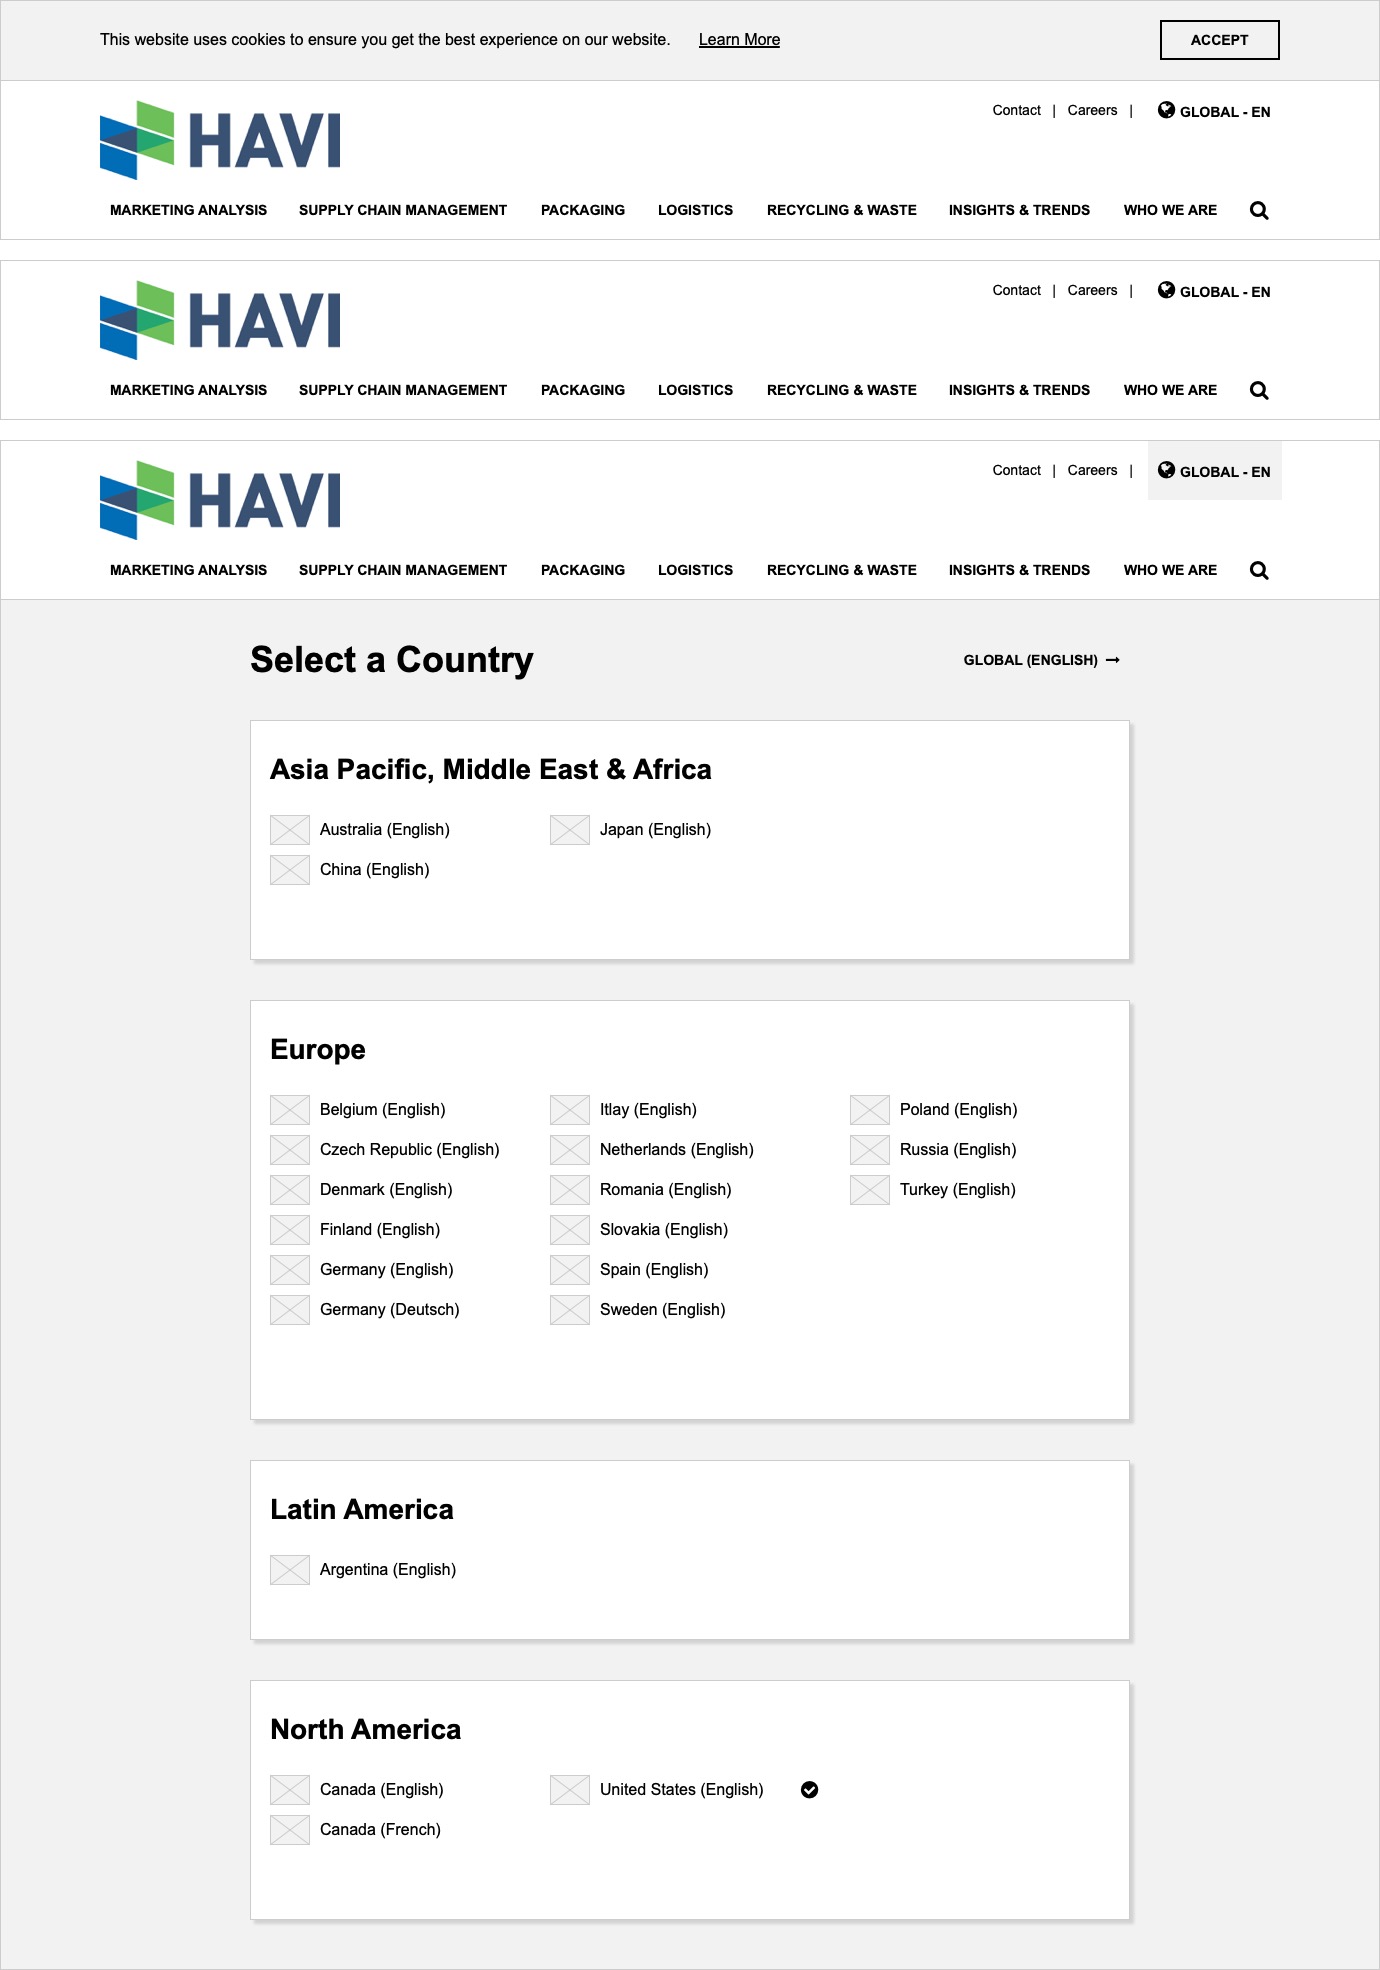 This website uses cookies to ensure you get the best experience on our website. Learn More ACCEPT
HAVI
Contact | Careers | GLOBAL - EN
MARKETING ANALYSIS SUPPLY CHAIN MANAGEMENT PACKAGING LOGISTICS RECYCLING & WASTE INSIGHTS & TRENDS WHO WE ARE
HAVI
Contact | Careers | GLOBAL - EN
MARKETING ANALYSIS SUPPLY CHAIN MANAGEMENT PACKAGING LOGISTICS RECYCLING & WASTE INSIGHTS & TRENDS WHO WE ARE
HAVI
Contact | Careers | GLOBAL - EN
MARKETING ANALYSIS SUPPLY CHAIN MANAGEMENT PACKAGING LOGISTICS RECYCLING & WASTE INSIGHTS & TRENDS WHO WE ARE
Select a Country GLOBAL (ENGLISH) →
Asia Pacific, Middle East & Africa
Australia (English) Japan (English)
China (English)
Europe
Belgium (English) Itlay (English) Poland (English)
Czech Republic (English) Netherlands (English) Russia (English)
Denmark (English) Romania (English) Turkey (English)
Finland (English) Slovakia (English)
Germany (English) Spain (English)
Germany (Deutsch) Sweden (English)
Latin America
Argentina (English)
North America
Canada (English) United States (English)
Canada (French)